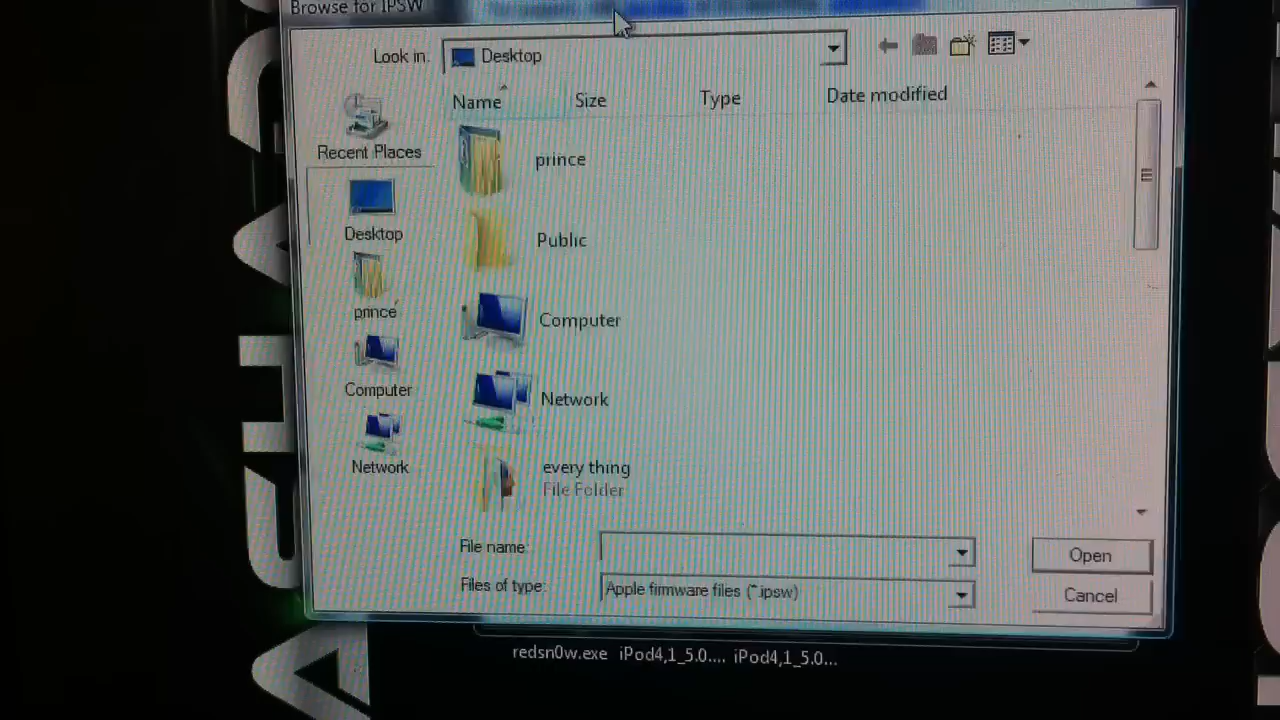 Browse for IPSW
Look in:
Desktop
Name
Size
Type
Date modified
Recent Places
Desktop
prince
Computer
Network
prince
Public
Computer
Network
every thing
File Folder
File name:
Open
Files of type:
Apple firmware files (*.ipsw)
Cancel
redsn0w.exe iPod4,1_5.0.... iPod4,1_5.0...